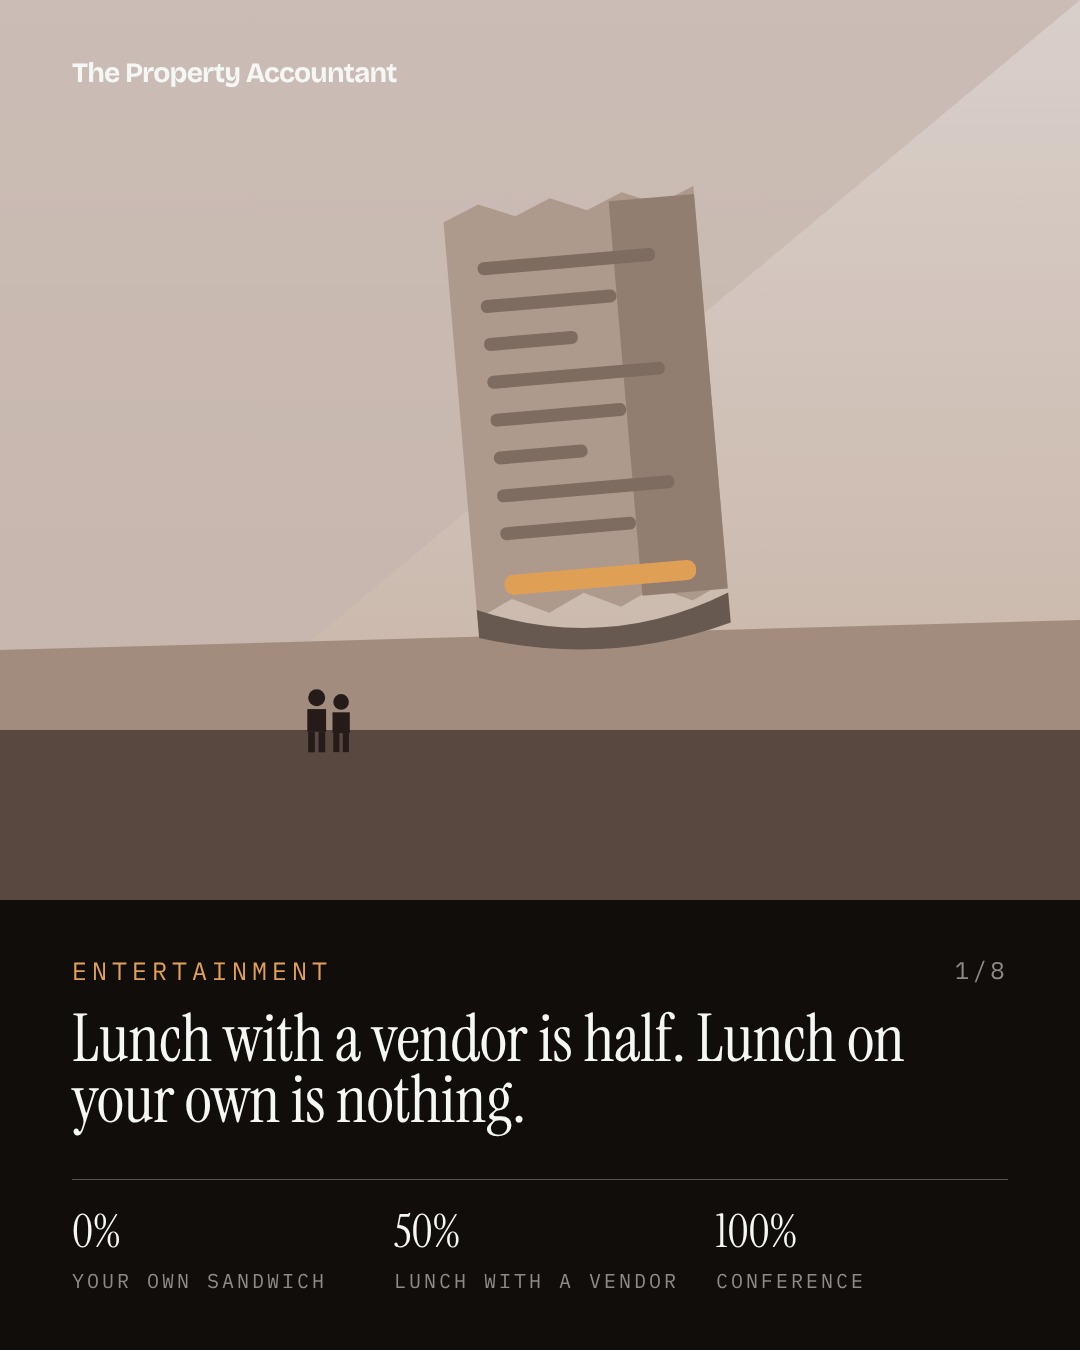 The Property Accountant
ENTERTAINMENT
1/8
Lunch with a vendor is half. Lunch on
your own is nothing.
0%
50%
100%
YOUR OWN SANDWICH
LUNCH WITH A VENDOR
CONFERENCE